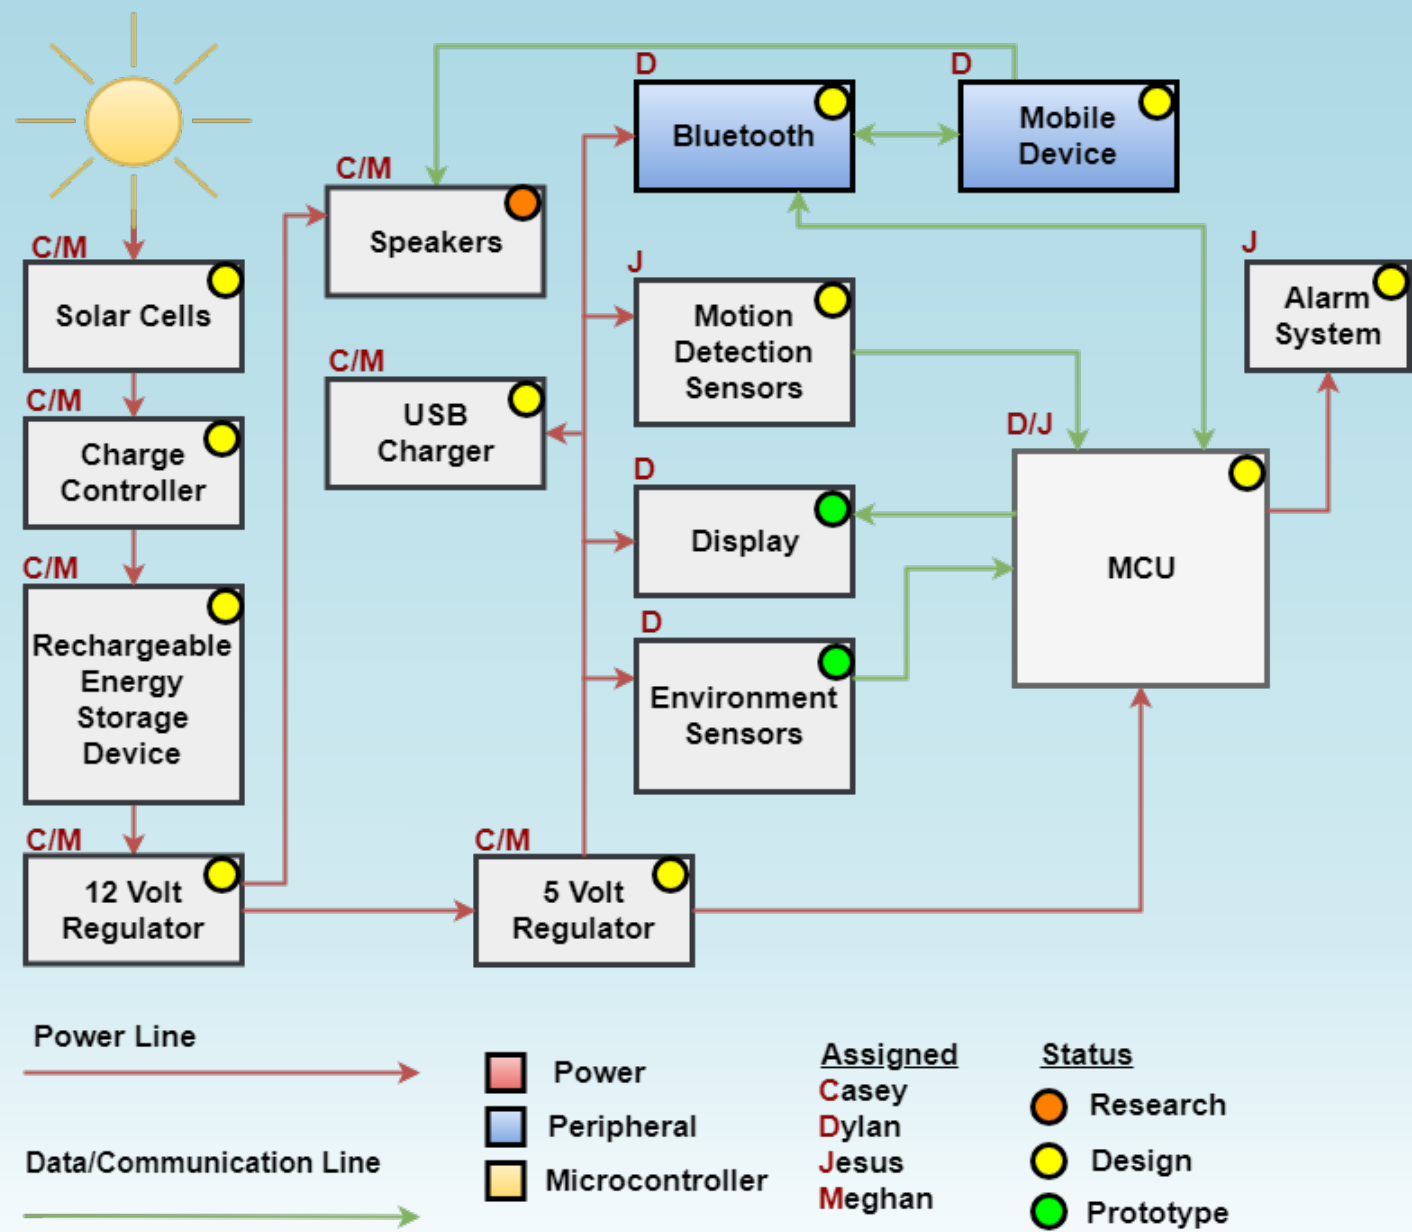 D
D
Bluetooth
Mobile
Device
C/M
Speakers
C/M
Solar Cells
J
Motion
Detection
Sensors
J
Alarm
System
C/M
USB
Charger
C/M
Charge
Controller
D/J
MCU
D
Display
C/M
Rechargeable
Energy
Storage
Device
D
Environment
Sensors
C/M
12 Volt
Regulator
C/M
5 Volt
Regulator
Power Line
Data/Communication Line
Power
Peripheral
Microcontroller
Assigned
Casey
Dylan
Jesus
Meghan
Status
Research
Design
Prototype